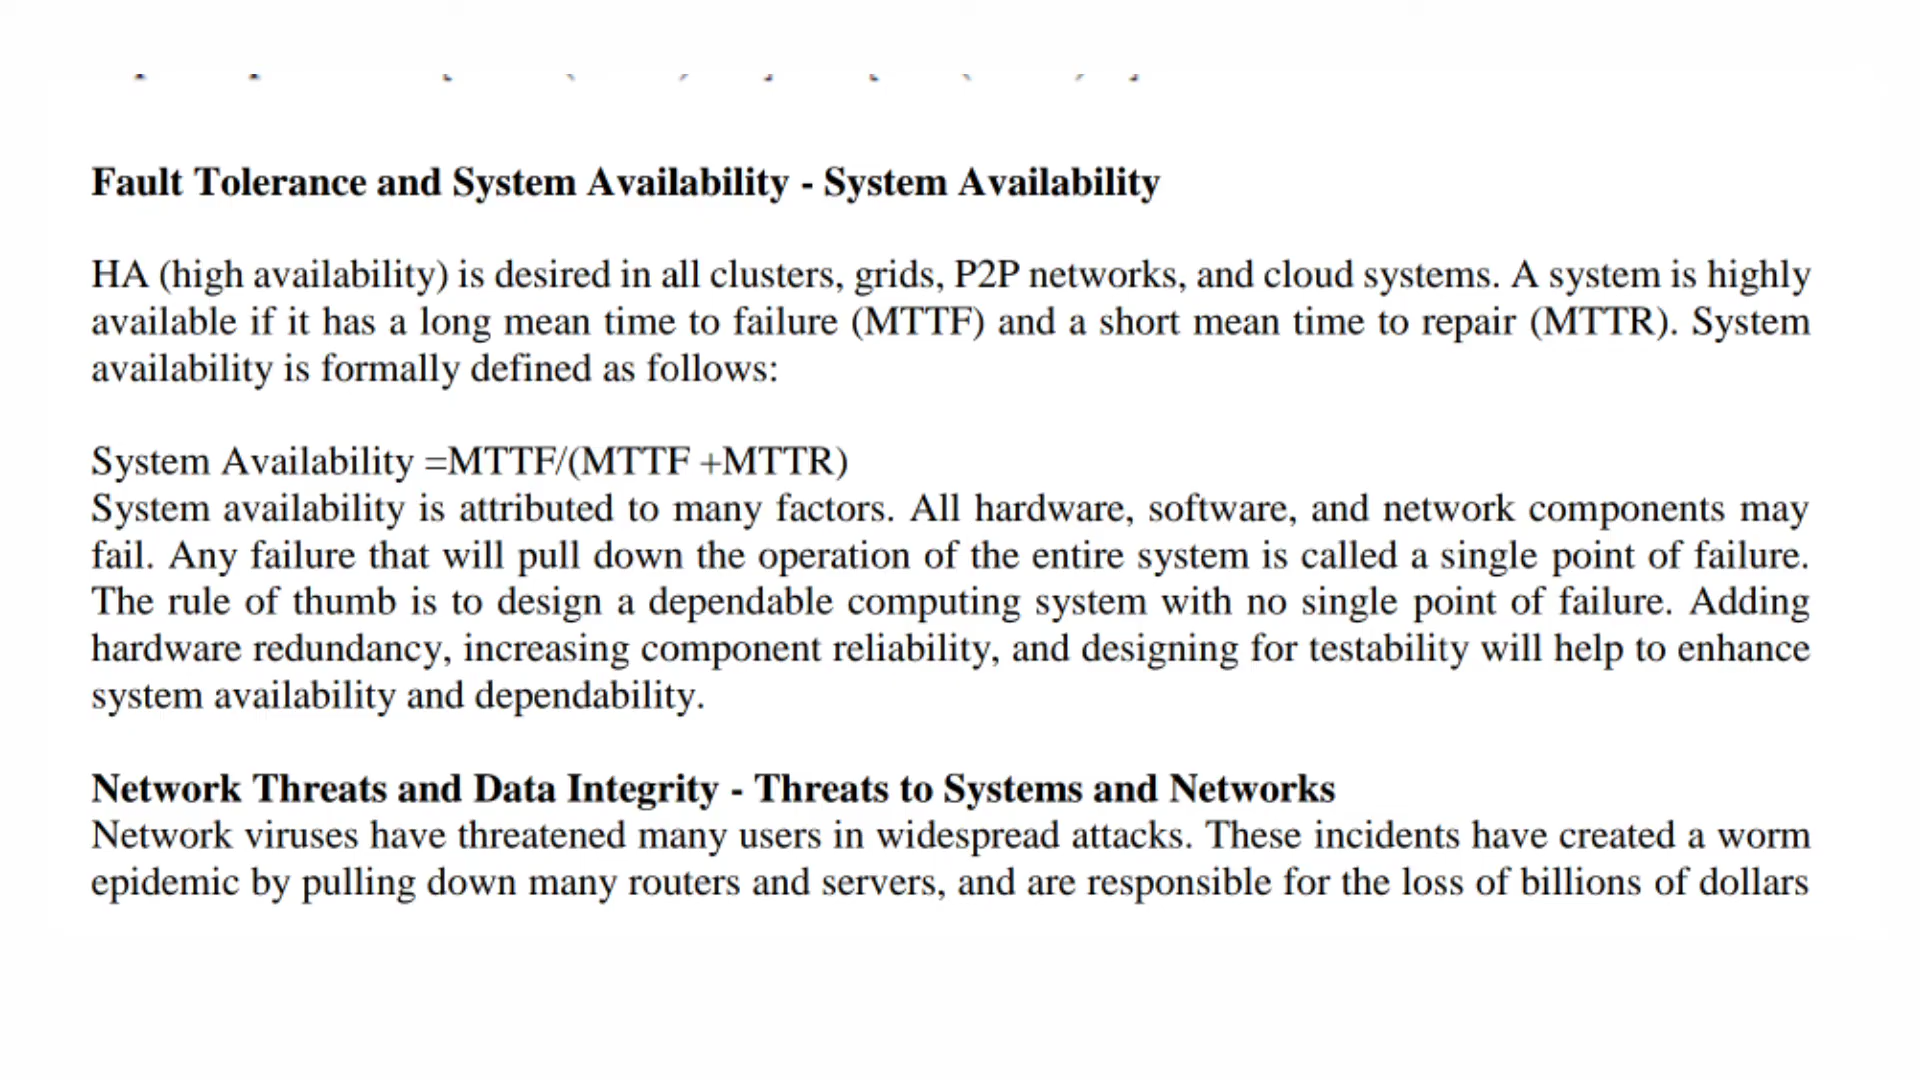 Fault Tolerance and System Availability - System Availability
HA (high availability) is desired in all clusters, grids, P2P networks, and cloud systems. A system is highly
available if it has a long mean time to failure (MTTF) and a short mean time to repair (MTTR). System
availability is formally defined as follows:
System Availability =MTTF/(MTTF +MTTR)
System availability is attributed to many factors. All hardware, software, and network components may
fail. Any failure that will pull down the operation of the entire system is called a single point of failure.
The rule of thumb is to design a dependable computing system with no single point of failure. Adding
hardware redundancy, increasing component reliability, and designing for testability will help to enhance
system availability and dependability.
Network Threats and Data Integrity - Threats to Systems and Networks
Network viruses have threatened many users in widespread attacks. These incidents have created a worm
epidemic by pulling down many routers and servers, and are responsible for the loss of billions of dollars